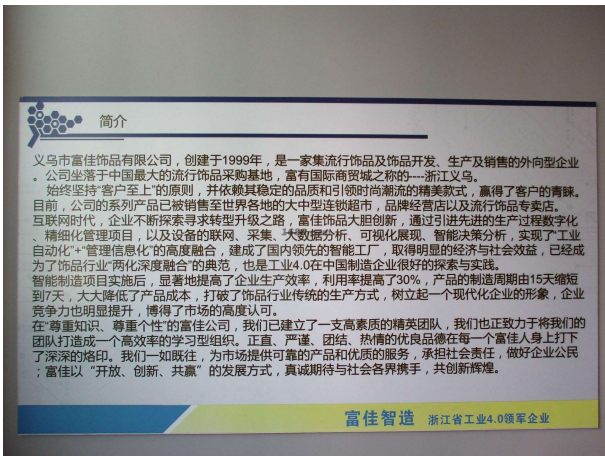 简介
义乌市富佳饰品有限公司，创建于1999年，是一家集流行饰品及饰品开发、生产及销售的外向型企业
。公司坐落于中国最大的流行饰品采购基地，富有国际商贸城之称的----浙江义乌。
始终坚持“客户至上”的原则，并依赖其稳定的品质和引领时尚潮流的精美款式，赢得了客户的青睐。
目前，公司的系列产品已被销售至世界各地的大中型连锁超市，品牌经营店以及流行饰品专卖店。
互联网时代，企业不断探索寻求转型升级之路，富佳饰品大胆创新，通过引进先进的生产过程数字化
、精细化管理项目，以及设备的联网、采集、大数据分析、可视化展现、智能决策分析，实现了“工业
自动化”+“管理信息化”的高度融合，建成了国内领先的智能工厂，取得明显的经济与社会效益，已经成
为了饰品行业“两化深度融合”的典范，也是工业4.0在中国制造企业很好的探索与实践。
智能制造项目实施后，显著地提高了企业生产效率，利用率提高了30%，产品的制造周期由15天缩短
到7天，大大降低了产品成本，打破了饰品行业传统的生产方式，树立起一个现代化企业的形象，企业
竞争力也明显提升，博得了市场的高度认可。
在“尊重知识、尊重个性”的富佳公司，我们已建立了一支高素质的精英团队，我们也正致力于将我们的
团队打造成一个高效率的学习型组织。正直、严谨、团结、热情的优良品德在每一个富佳人身上打下
了深深的烙印。我们一如既往，为市场提供可靠的产品和优质的服务，承担社会责任，做好企业公民
；富佳以“开放、创新、共赢”的发展方式，真诚期待与社会各界携手，共创新辉煌。
富佳智造 浙江省工业4.0领军企业